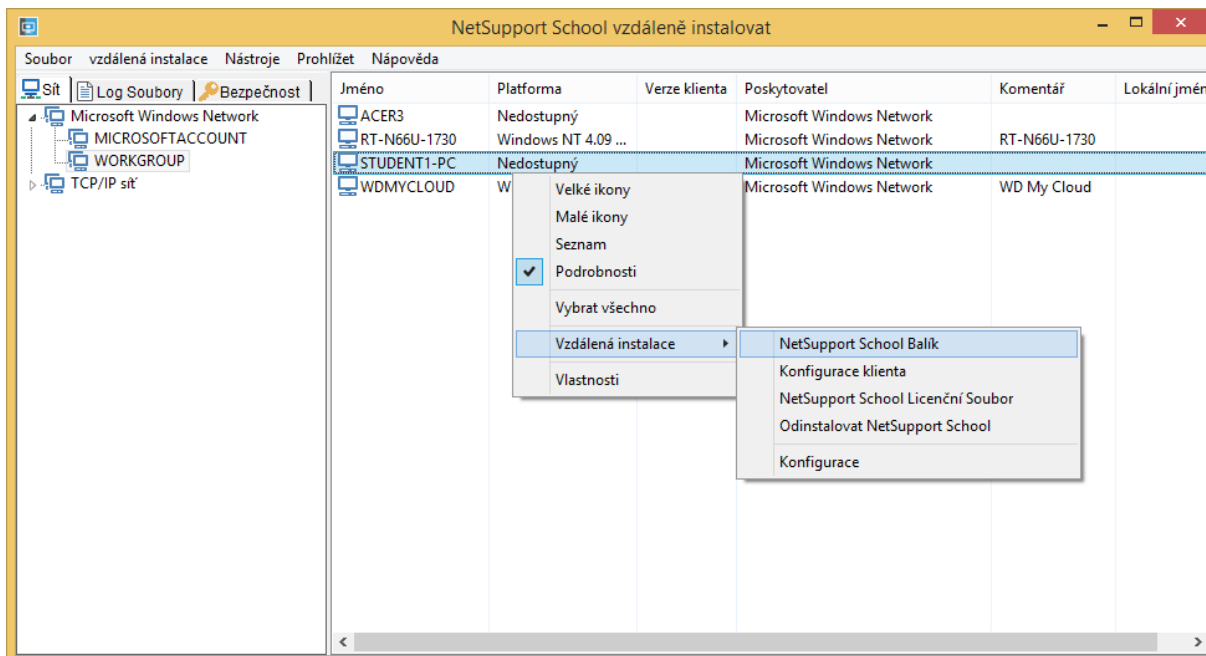 NetSupport School vzdáleně instalovat
Soubor vzdálená instalace Nástroje Prohlížet Nápověda
Síť Log Soubory Bezpečnost
Microsoft Windows Network
MICROSOFTACCOUNT
WORKGROUP
TCP/IP síť
Jméno Platforma Verze klienta Poskytovatel Komentář Lokální jmén
ACER3 Nedostupný Microsoft Windows Network
RT-N66U-1730 Windows NT 4.09 ... Microsoft Windows Network RT-N66U-1730
STUDENT1-PC Nedostupný Microsoft Windows Network
WDMYCLOUD W Microsoft Windows Network WD My Cloud
Velké ikony
Malé ikony
Seznam
Podrobnosti
Vybrat všechno
Vzdálená instalace
Vlastnosti
NetSupport School Balík
Konfigurace klienta
NetSupport School Licenční Soubor
Odinstalovat NetSupport School
Konfigurace